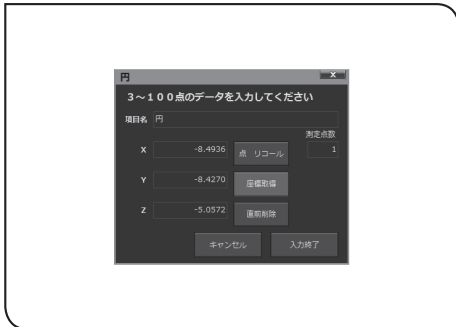 円 x
3～100点のデータを入力してください
項目名 円
測定点数
X -8.4936 点 リコール 1
Y -8.4270 座標取得
Z -5.0572 直前削除
キャンセル 入力終了